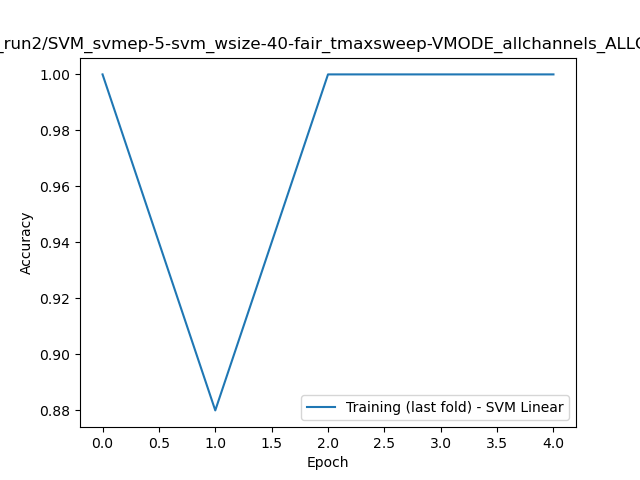 _run2/SVM_svmep-5-svm_wsize-40-fair_tmaxsweep-VMODE_allchannels_ALLC
1.00
0.98
0.96
0.94
0.92
0.90
0.88
Accuracy
Training (last fold) - SVM Linear
0.0 0.5 1.0 1.5 2.0 2.5 3.0 3.5 4.0
Epoch